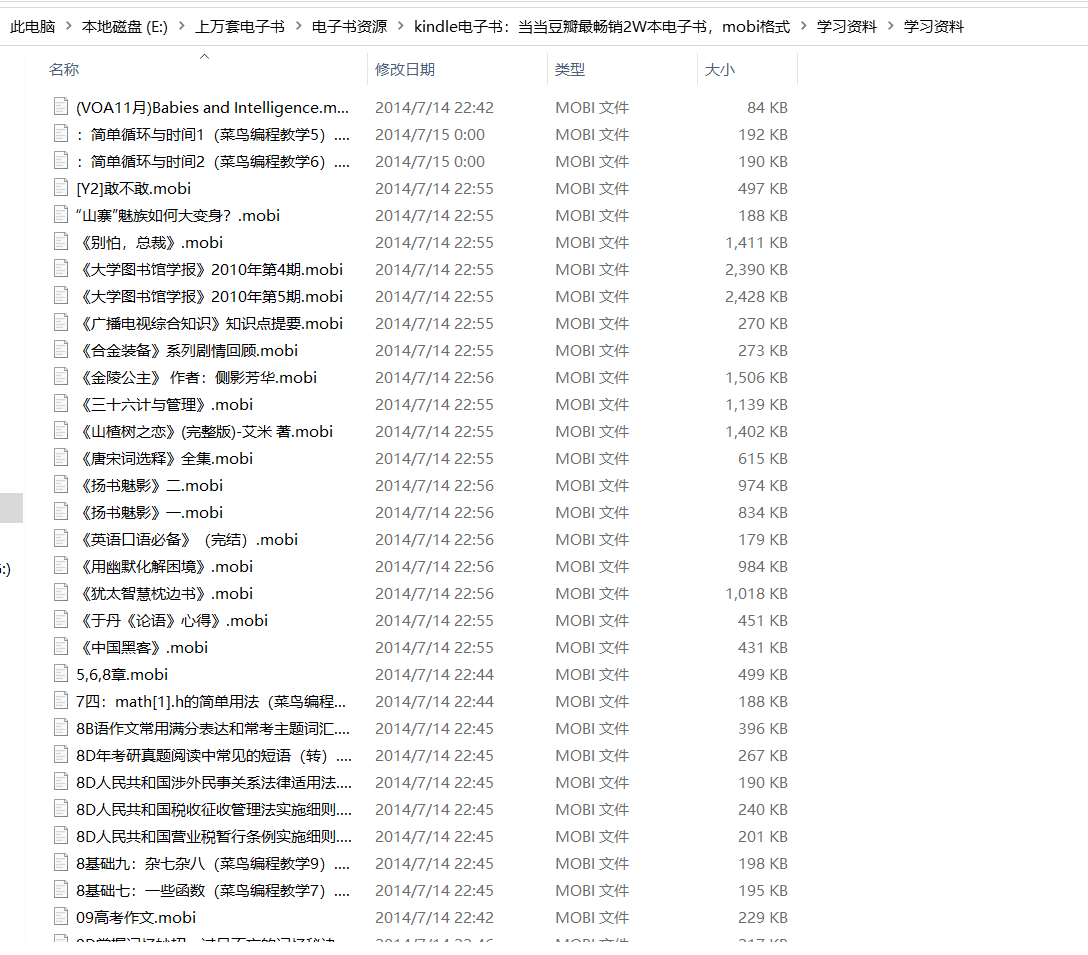 此电脑 > 本地磁盘 (E:) > 上万套电子书 > 电子书资源 > kindle电子书：当当豆瓣最畅销2W本电子书，mobi格式 > 学习资料 > 学习资料
名称 修改日期 类型 大小
(VOA11月)Babies and Intelligence.m... 2014/7/14 22:42 MOBI 文件 84 KB
：简单循环与时间1（菜鸟编程教学5）.... 2014/7/15 0:00 MOBI 文件 192 KB
：简单循环与时间2（菜鸟编程教学6）.... 2014/7/15 0:00 MOBI 文件 190 KB
[Y2]敢不敢.mobi 2014/7/14 22:55 MOBI 文件 497 KB
“山寨”魅族如何大变身？.mobi 2014/7/14 22:55 MOBI 文件 188 KB
《别怕，总裁》.mobi 2014/7/14 22:55 MOBI 文件 1,411 KB
《大学图书馆学报》2010年第4期.mobi 2014/7/14 22:55 MOBI 文件 2,390 KB
《大学图书馆学报》2010年第5期.mobi 2014/7/14 22:55 MOBI 文件 2,428 KB
《广播电视综合知识》知识点提要.mobi 2014/7/14 22:55 MOBI 文件 270 KB
《合金装备》系列剧情回顾.mobi 2014/7/14 22:55 MOBI 文件 273 KB
《金陵公主》 作者：侧影芳华.mobi 2014/7/14 22:56 MOBI 文件 1,506 KB
《三十六计与管理》.mobi 2014/7/14 22:55 MOBI 文件 1,139 KB
《山楂树之恋》(完整版)-艾米 著.mobi 2014/7/14 22:55 MOBI 文件 1,402 KB
《唐宋词选释》全集.mobi 2014/7/14 22:55 MOBI 文件 615 KB
《扬书魅影》二.mobi 2014/7/14 22:56 MOBI 文件 974 KB
《扬书魅影》一.mobi 2014/7/14 22:56 MOBI 文件 834 KB
《英语口语必备》（完结）.mobi 2014/7/14 22:56 MOBI 文件 179 KB
《用幽默化解困境》.mobi 2014/7/14 22:56 MOBI 文件 984 KB
《犹太智慧枕边书》.mobi 2014/7/14 22:56 MOBI 文件 1,018 KB
《于丹《论语》心得》.mobi 2014/7/14 22:55 MOBI 文件 451 KB
《中国黑客》.mobi 2014/7/14 22:55 MOBI 文件 431 KB
5,6,8章.mobi 2014/7/14 22:44 MOBI 文件 499 KB
7四：math[1].h的简单用法（菜鸟编程... 2014/7/14 22:44 MOBI 文件 188 KB
8B语作文常用满分表达和常考主题词汇.... 2014/7/14 22:45 MOBI 文件 396 KB
8D年考研真题阅读中常见的短语（转）.... 2014/7/14 22:45 MOBI 文件 267 KB
8D人民共和国涉外民事关系法律适用法.... 2014/7/14 22:45 MOBI 文件 190 KB
8D人民共和国税收征收管理法实施细则.... 2014/7/14 22:45 MOBI 文件 240 KB
8D人民共和国营业税暂行条例实施细则.... 2014/7/14 22:45 MOBI 文件 201 KB
8基础九：杂七杂八（菜鸟编程教学9）.... 2014/7/14 22:45 MOBI 文件 198 KB
8基础七：一些函数（菜鸟编程教学7）.... 2014/7/14 22:45 MOBI 文件 195 KB
09高考作文.mobi 2014/7/14 22:42 MOBI 文件 229 KB